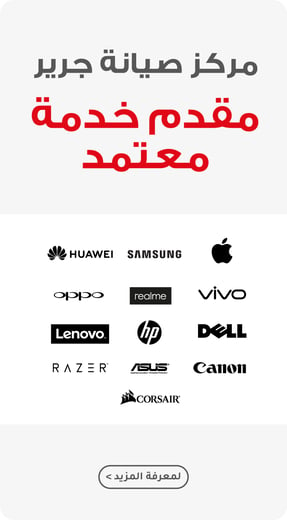 مركز صيانة جرير
مقدم خدمة
معتمد
HUAWEI SAMSUNG
oppo realme vivo
Lenovo hp DELL
RAZER ASUS Canon
CORSAIR
لمعرفة المزيد >